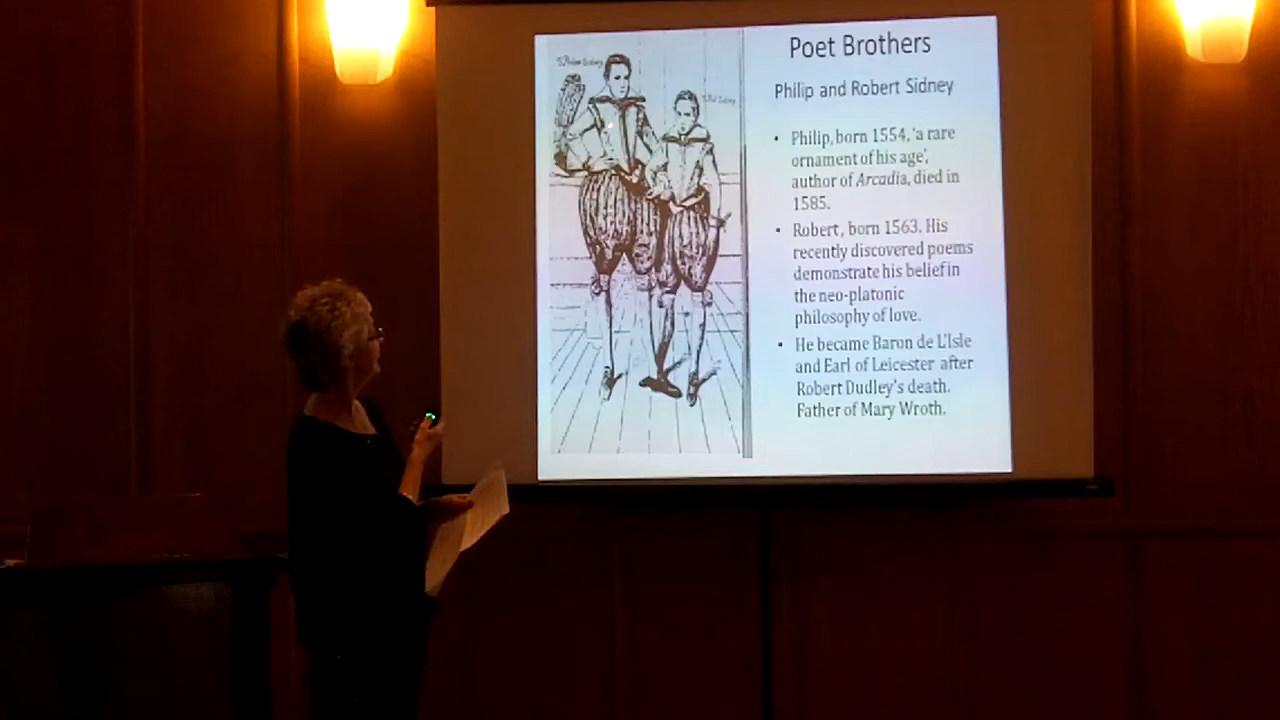 Poet Brothers
Philip and Robert Sidney
• Philip, born 1554, ‘a rare
ornament of his age’,
author of Arcadia, died in
1585.
• Robert, born 1563. His
recently discovered poems
demonstrate his belief in
the neo-platonic
philosophy of love.
• He became Baron de L’Isle
and Earl of Leicester after
Robert Dudley’s death.
Father of Mary Wroth.